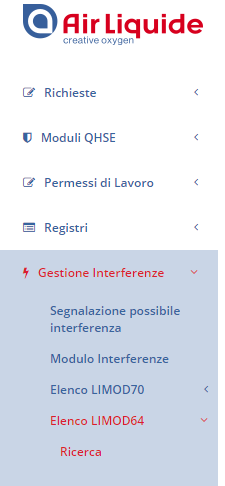 Air Liquide
creative oxygen
Richieste
Moduli QHSE
Permessi di Lavoro
Registri
Gestione Interferenze
Segnalazione possibile
interferenza
Modulo Interferenze
Elenco LIMOD70
Elenco LIMOD64
Ricerca